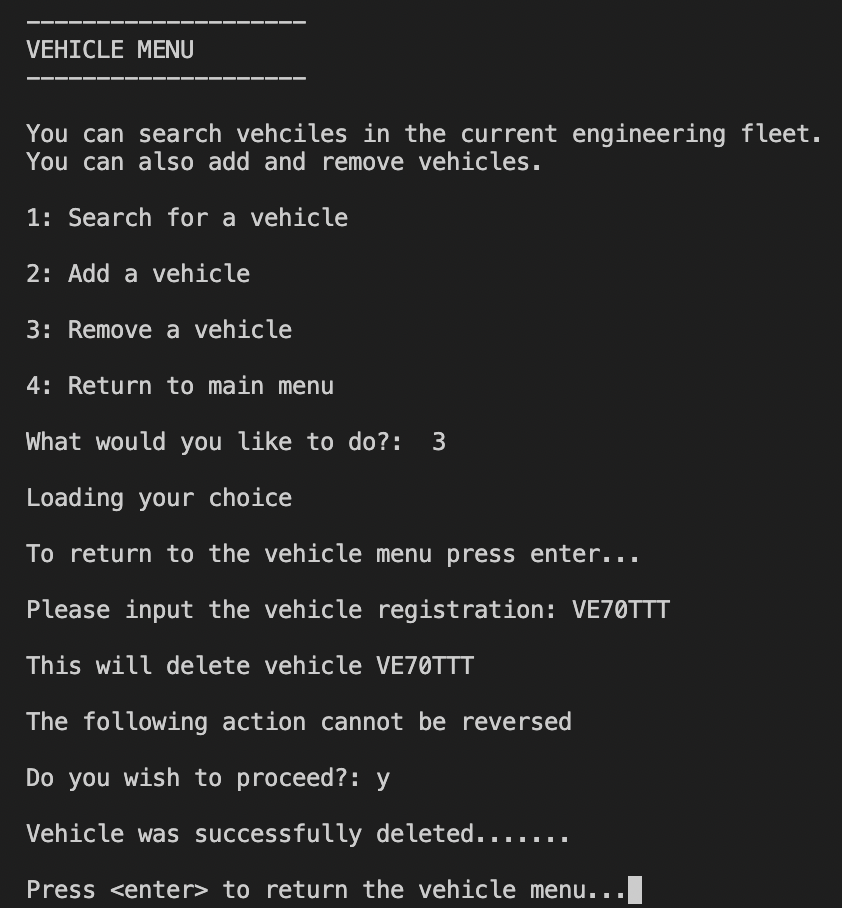 --------------------
VEHICLE MENU
--------------------
You can search vehciles in the current engineering fleet.
You can also add and remove vehicles.
1: Search for a vehicle
2: Add a vehicle
3: Remove a vehicle
4: Return to main menu
What would you like to do?:  3
Loading your choice
To return to the vehicle menu press enter...
Please input the vehicle registration: VE70TTT
This will delete vehicle VE70TTT
The following action cannot be reversed
Do you wish to proceed?: y
Vehicle was successfully deleted.......
Press <enter> to return the vehicle menu...